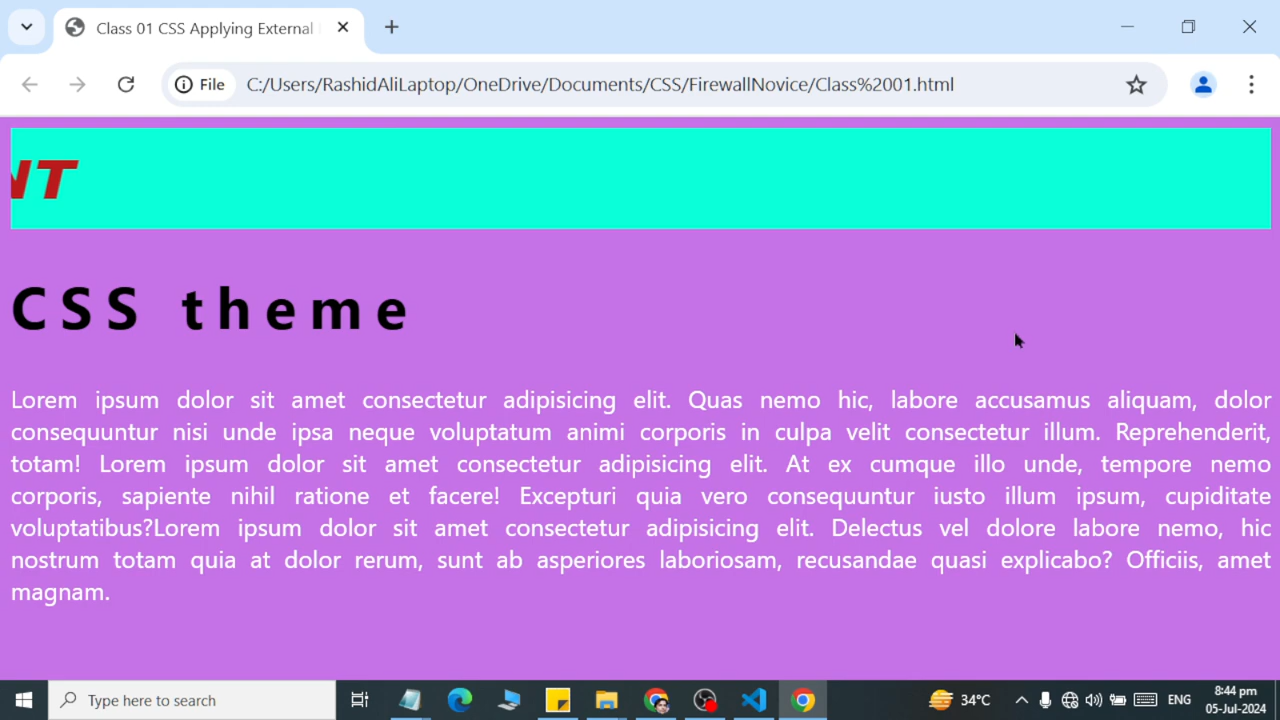 Class 01 CSS Applying External
File
C:/Users/RashidAliLaptop/OneDrive/Documents/CSS/FirewallNovice/Class%2001.html
NT
CSS theme
Lorem ipsum dolor sit amet consectetur adipisicing elit. Quas nemo hic, labore accusamus aliquam, dolor
consequuntur nisi unde ipsa neque voluptatum animi corporis in culpa velit consectetur illum. Reprehenderit,
totam! Lorem ipsum dolor sit amet consectetur adipisicing elit. At ex cumque illo unde, tempore nemo
corporis, sapiente nihil ratione et facere! Excepturi quia vero consequuntur iusto illum ipsum, cupiditate
voluptatibus?Lorem ipsum dolor sit amet consectetur adipisicing elit. Delectus vel dolore labore nemo, hic
nostrum totam quia at dolor rerum, sunt ab asperiores laboriosam, recusandae quasi explicabo? Officiis, amet
magnam.
Type here to search
34°C
ENG
8:44 pm
05-Jul-2024